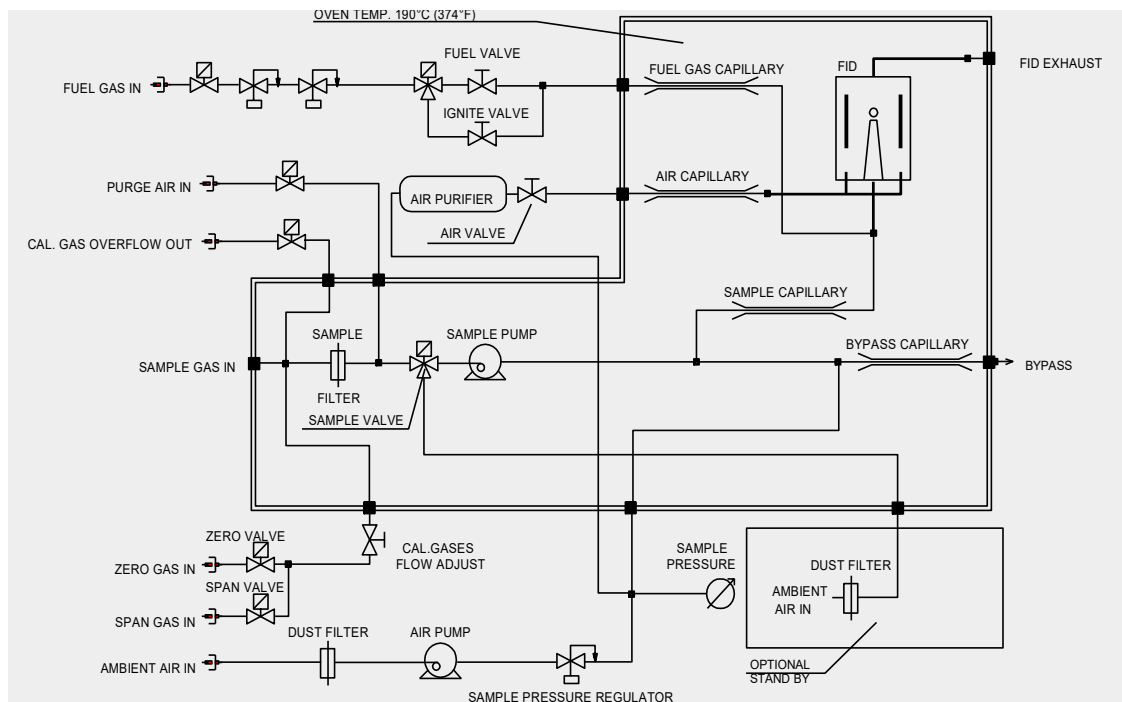 OVEN TEMP. 190°C (374°F)
FUEL VALVE
FUEL GAS CAPILLARY
FID
FID EXHAUST
FUEL GAS IN
IGNITE VALVE
PURGE AIR IN
AIR PURIFIER
AIR CAPILLARY
AIR VALVE
CAL. GAS OVERFLOW OUT
SAMPLE CAPILLARY
SAMPLE
SAMPLE PUMP
BYPASS CAPILLARY
SAMPLE GAS IN
BYPASS
FILTER
SAMPLE VALVE
ZERO VALVE
CAL.GASES
FLOW ADJUST
SAMPLE
PRESSURE
ZERO GAS IN
DUST FILTER
SPAN VALVE
AMBIENT
AIR IN
SPAN GAS IN
DUST FILTER
AIR PUMP
AMBIENT AIR IN
OPTIONAL
STAND BY
SAMPLE PRESSURE REGULATOR